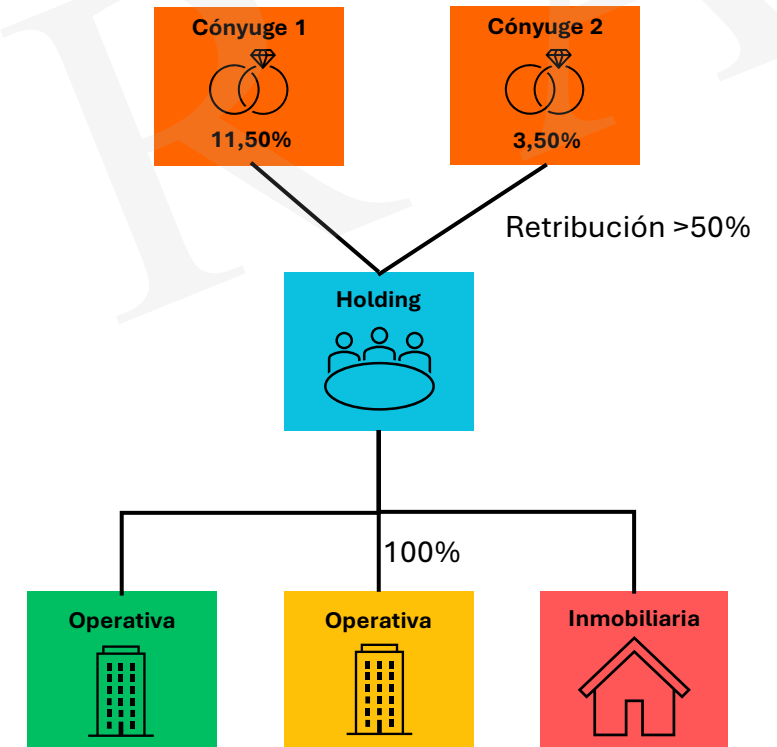 Cónyuge 1
11,50%
Cónyuge 2
3,50%
Retribución >50%
Holding
100%
Operativa
Operativa
Inmobiliaria